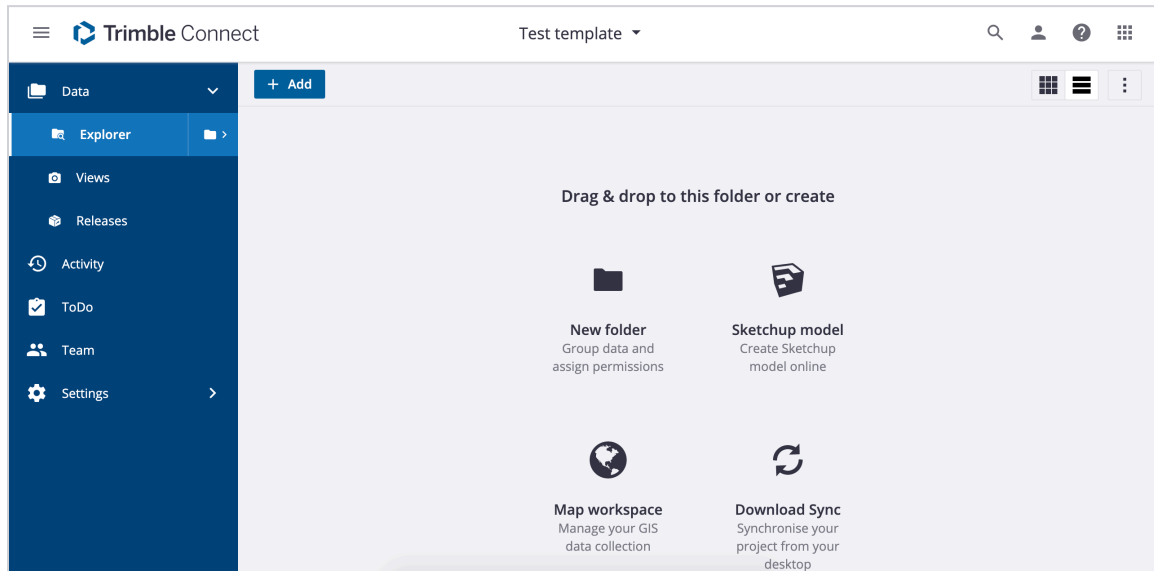 Trimble Connect
Test template
Data
+ Add
Explorer
Views
Releases
Activity
ToDo
Team
Settings
Drag & drop to this folder or create
New folder
Group data and
assign permissions
Sketchup model
Create Sketchup
model online
Map workspace
Manage your GIS
data collection
Download Sync
Synchronise your
project from your
desktop